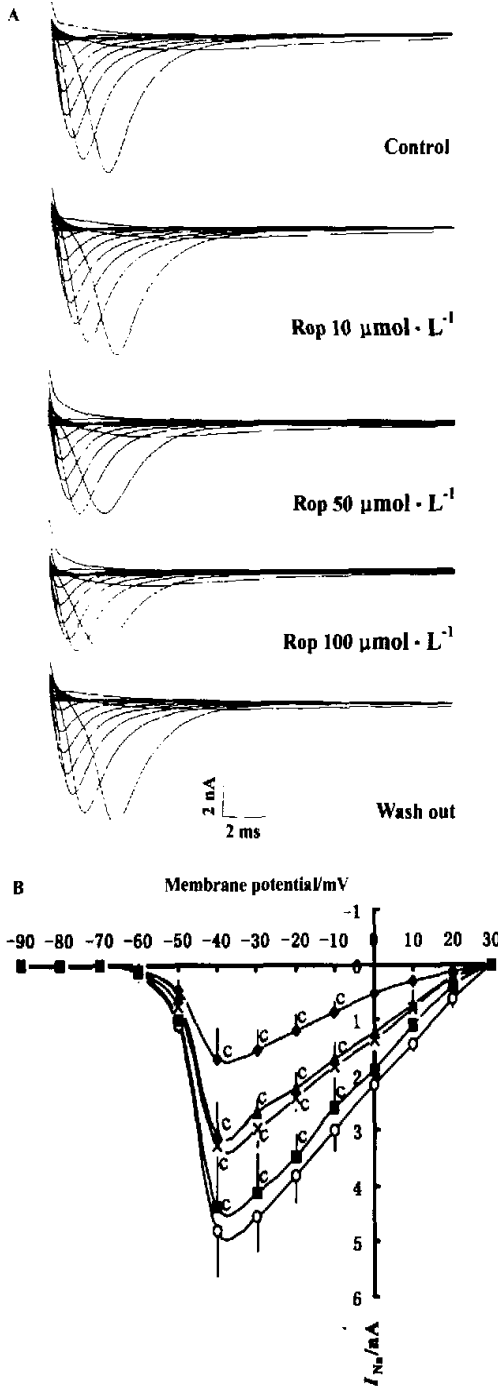 A
Control
Rop 10 μmol · L⁻¹
Rop 50 μmol · L⁻¹
Rop 100 μmol · L⁻¹
2 nA
2 ms
Wash out
B
Membrane potential/mV
-1
-90 -80 -70 -60 -50 -40 -30 -20 -10 0 10 20 30
0
1
2
3
4
5
6
c c c c
c c c c
c c c
c c c c
I Na/nA